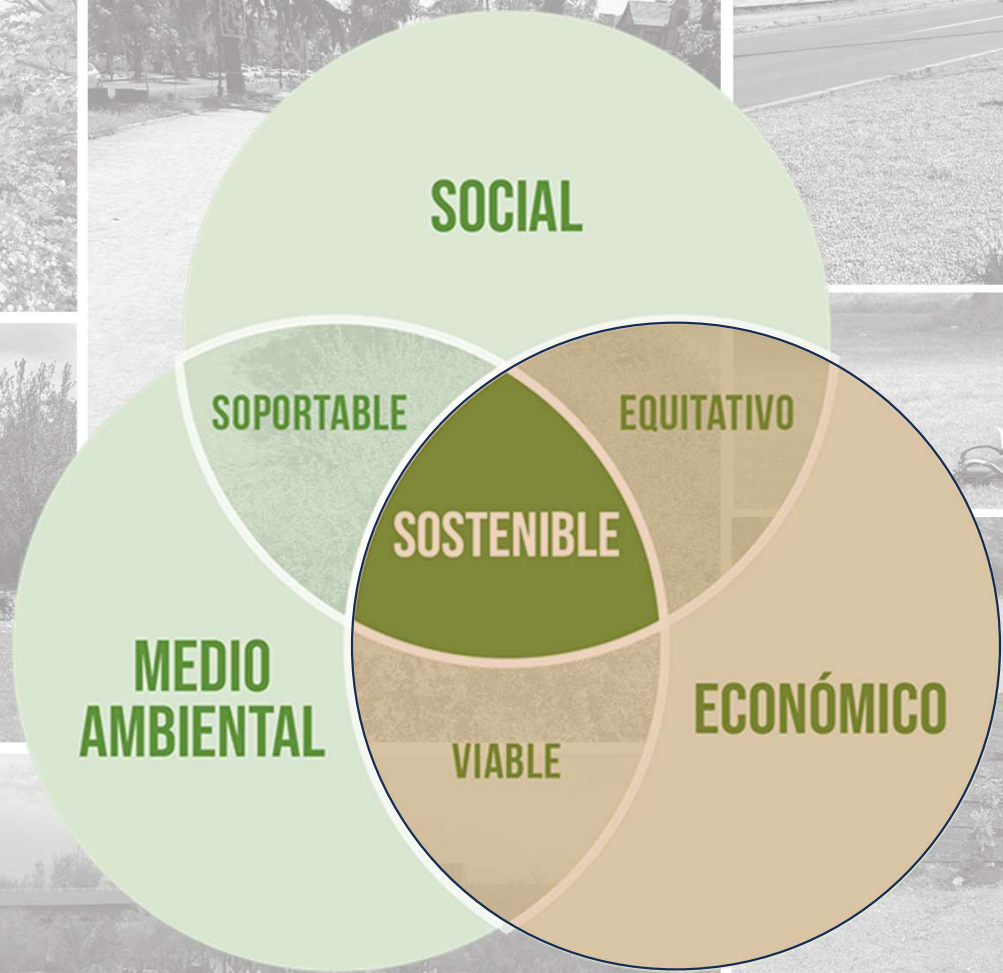 SOCIAL
SOPORTABLE
EQUITATIVO
SOSTENIBLE
MEDIO
AMBIENTAL
ECONÓMICO
VIABLE